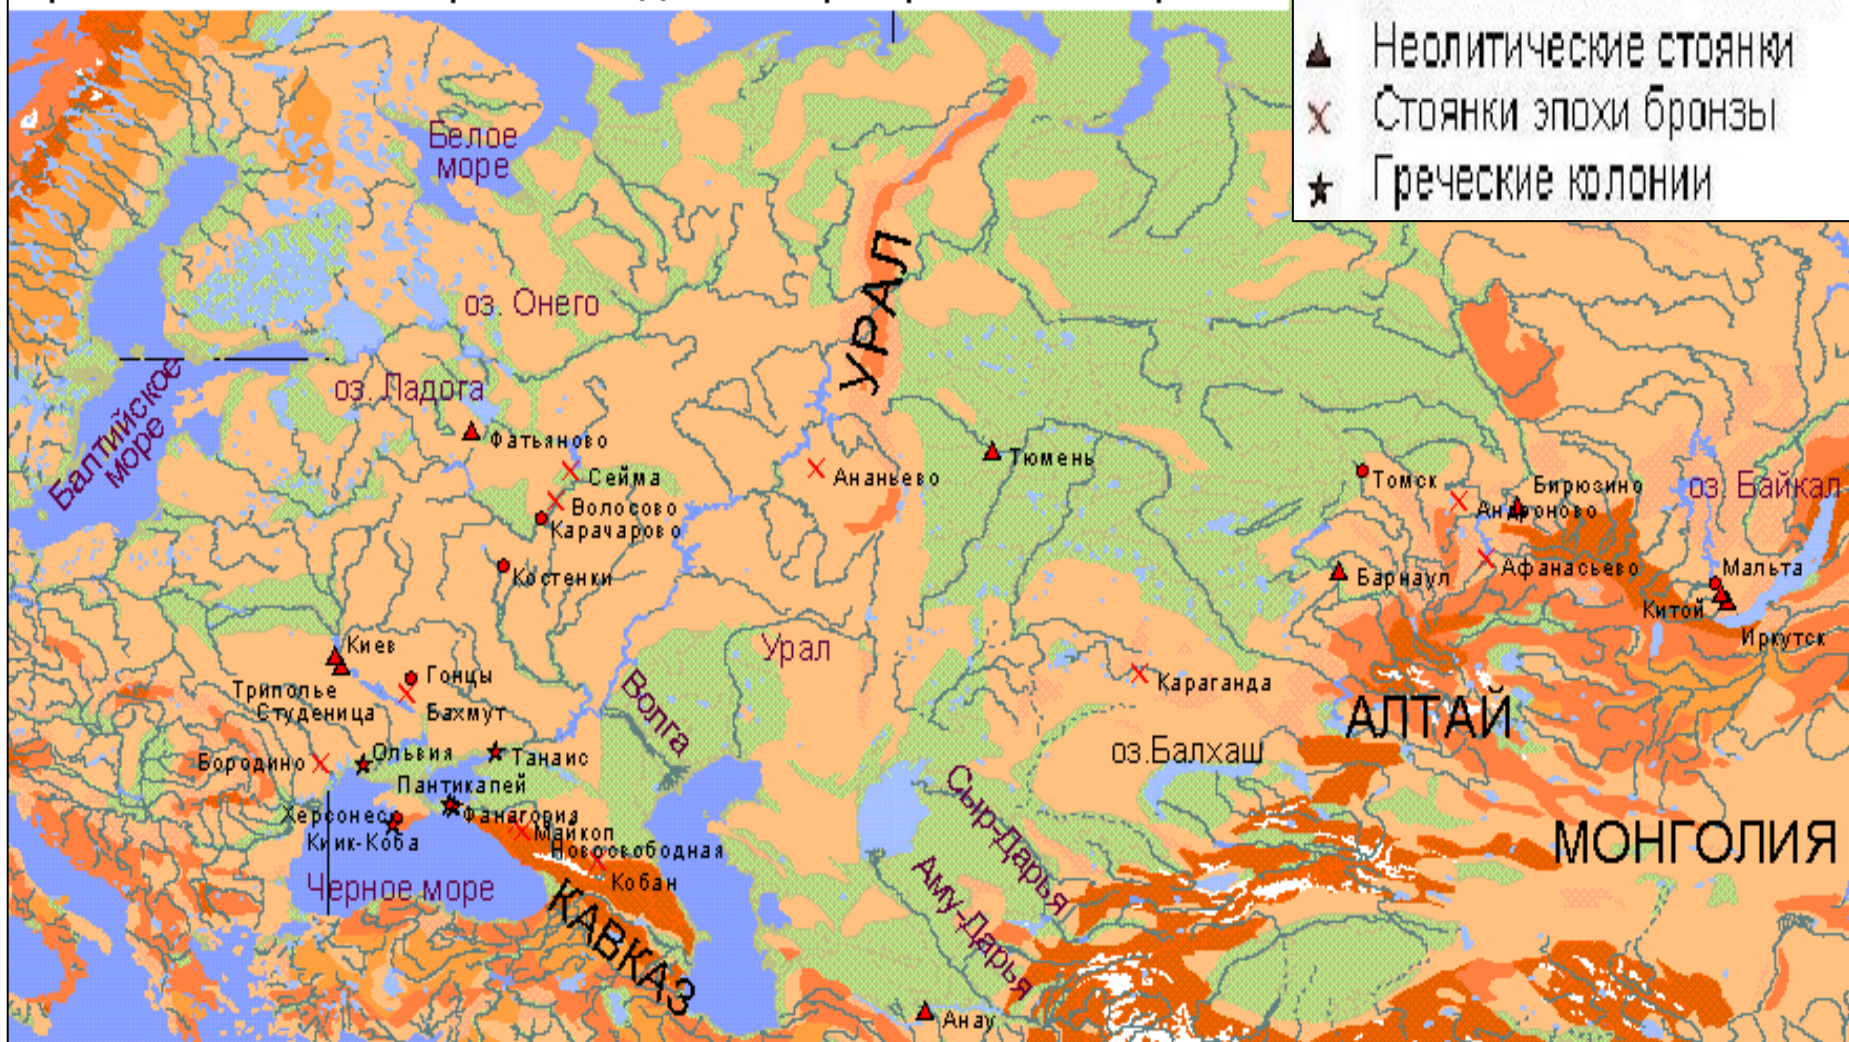 Неолитические стоянки
Стоянки эпохи бронзы
Греческие колонии
Белое
море
УРАЛ
оз. Онего
оз. Ладога
Балтийское
море
Фатьяново
Сейма
Волосово
Карачарово
Костенки
Ананьево
Тюмень
Томск
Бирюзино
Андроново
оз. Байкал
Афанасьево
Барнаул
Мальта
Китой
Иркутск
Киев
Триполье
Студеница
Гонцы
Бахмут
Урал
Волга
Караганда
АЛТАЙ
оз.Балхаш
Бородино
Ольвия
Танаис
Пантикапей
Фанагория
Херсонес
Киик-Коба
Майкоп
Новосвободная
Кобан
Черное море
КАВКАЗ
Сыр-Дарья
Аму-Дарья
МОНГОЛИЯ
Анау